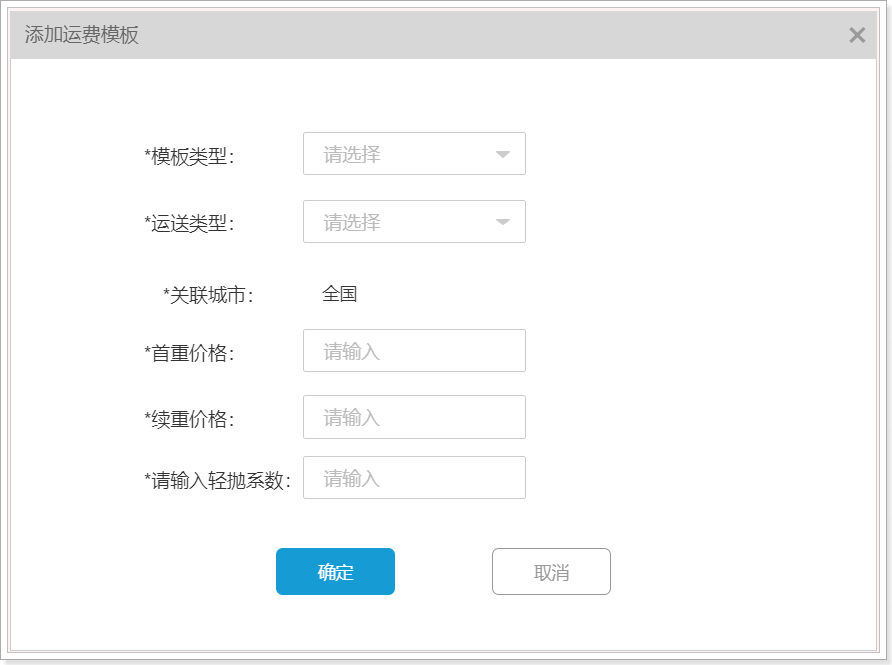 添加运费模板
*模板类型：
请选择
*运送类型：
请选择
*关联城市：
全国
*首重价格：
请输入
*续重价格：
请输入
*请输入轻抛系数：
请输入
确定
取消